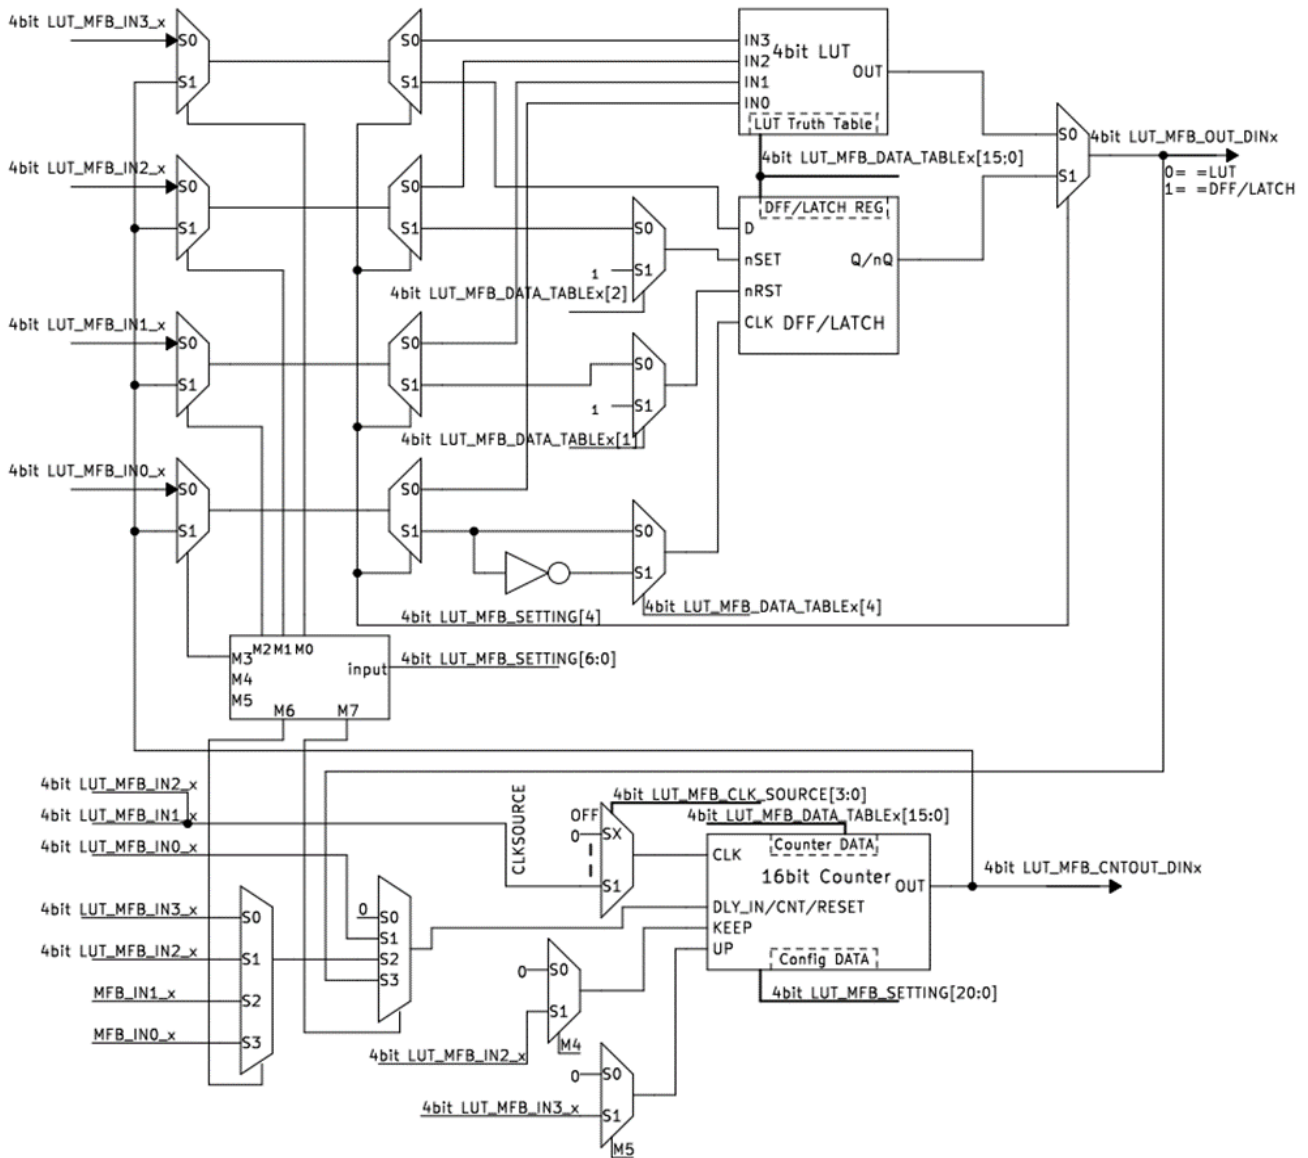 4bit LUT_MFB_IN3_x
S0
S1
S0
S1
IN3
IN2
IN1
IN0
4bit LUT
OUT
LUT Truth Table
4bit LUT_MFB_DATA_TABLEx[15:0]
S0
S1
4bit LUT_MFB_OUT_DINx
0= =LUT
1= =DFF/LATCH
4bit LUT_MFB_IN2_x
S0
S1
S0
S1
S0
S1
1
4bit LUT_MFB_DATA_TABLEx[2]
DFF/LATCH REG
D
nSET
nRST
CLK
Q/nQ
DFF/LATCH
4bit LUT_MFB_IN1_x
S0
S1
S0
S1
S0
S1
1
4bit LUT_MFB_DATA_TABLEx[1]
4bit LUT_MFB_IN0_x
S0
S1
S0
S1
S0
S1
4bit LUT_MFB_DATA_TABLEx[4]
4bit LUT_MFB_SETTING[4]
M2 M1 M0
M3
M4
M5
input
M6
M7
4bit LUT_MFB_SETTING[6:0]
4bit LUT_MFB_IN2_x
4bit LUT_MFB_IN1_x
4bit LUT_MFB_IN0_x
CLKSOURCE
4bit LUT_MFB_CLK_SOURCE[3:0]
OFF
0
SX
S1
4bit LUT_MFB_DATA_TABLEx[15:0]
Counter DATA
CLK
16bit Counter
OUT
DLY_IN/CNT/RESET
KEEP
UP
Config DATA
4bit LUT_MFB_CNTOUT_DINx
4bit LUT_MFB_SETTING[20:0]
4bit LUT_MFB_IN3_x
4bit LUT_MFB_IN2_x
MFB_IN1_x
MFB_IN0_x
S0
S1
S2
S3
0
S0
S1
S2
S3
0
S0
S1
4bit LUT_MFB_IN2_x
M4
0
S0
S1
4bit LUT_MFB_IN3_x
M5